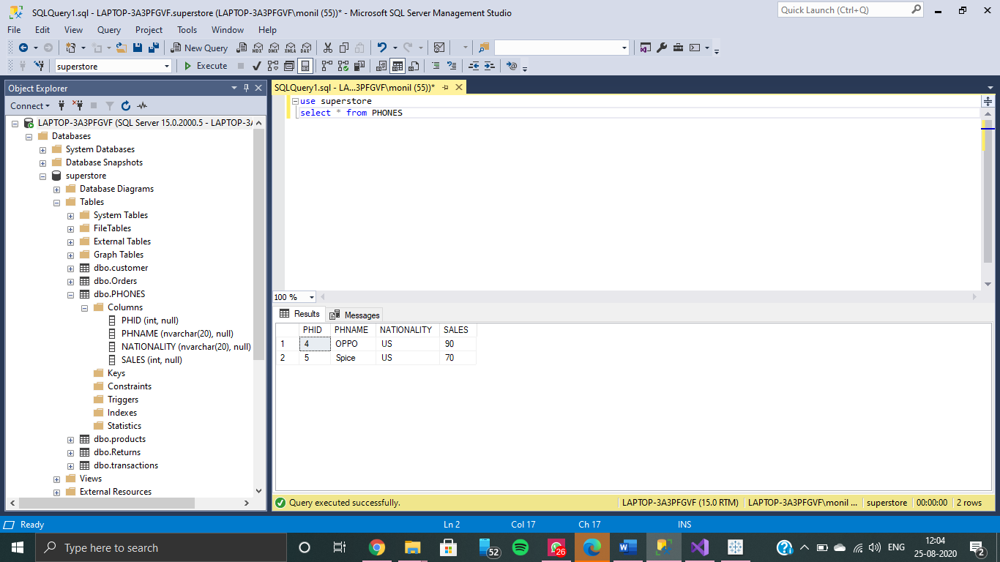 SQLQuery1.sql - LAPTOP-3A3PFGVF.superstore (LAPTOP-3A3PFGVF\monil (55))* - Microsoft SQL Server Management Studio
Quick Launch (Ctrl+Q)
File Edit View Query Project Tools Window Help
New Query MDX DMX XMLA DAX
superstore Execute
Object Explorer
SQLQuery1.sql - LA...3PFGVF\monil (55))*
Connect
use superstore
select * from PHONES
LAPTOP-3A3PFGVF (SQL Server 15.0.2000.5 - LAPTOP-3A
Databases
System Databases
Database Snapshots
superstore
Database Diagrams
Tables
System Tables
FileTables
External Tables
Graph Tables
dbo.customer
dbo.Orders
dbo.PHONES
Columns
PHID (int, null)
PHNAME (nvarchar(20), null)
NATIONALITY (nvarchar(20), null)
SALES (int, null)
Keys
Constraints
Triggers
Indexes
Statistics
dbo.products
dbo.Returns
dbo.transactions
Views
External Resources
100 %
Results Messages
PHID PHNAME NATIONALITY SALES
1 4 OPPO US 90
2 5 Spice US 70
Query executed successfully. LAPTOP-3A3PFGVF (15.0 RTM) LAPTOP-3A3PFGVF\monil ... superstore 00:00:00 2 rows
Ready Ln 2 Col 17 Ch 17 INS
Type here to search 52 26 ENG 12:04
25-08-2020 2